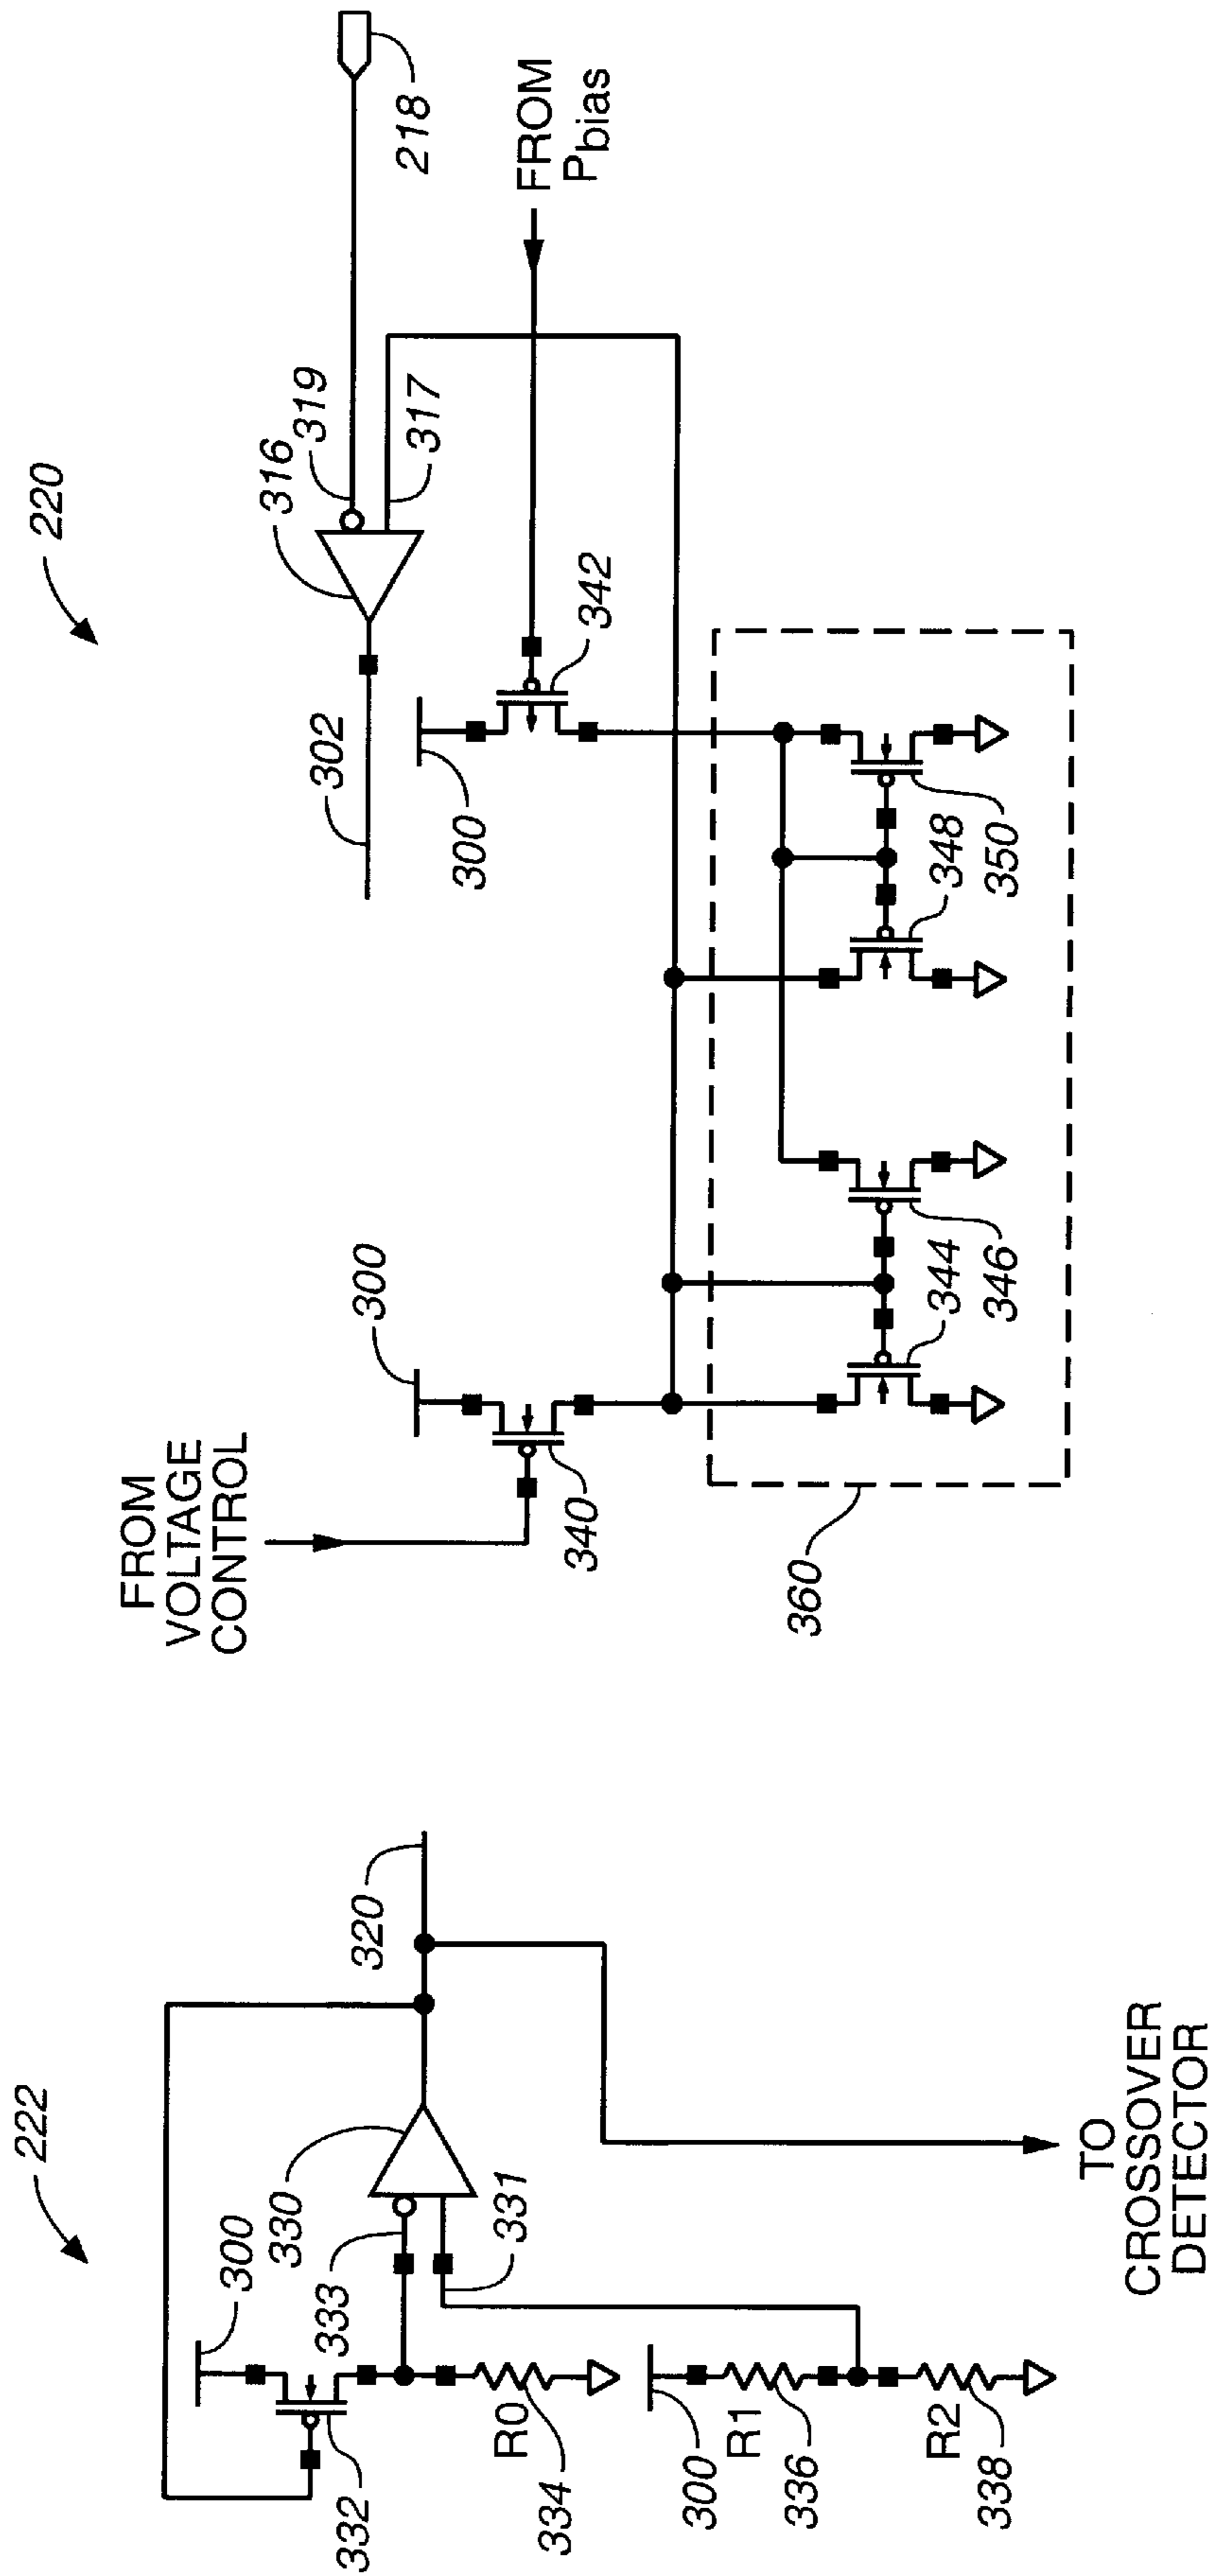 222
300
330
332
333
331
R0
334
300
R1
336
R2
338
320
TO
CROSSOVER
DETECTOR
220
FROM
VOLTAGE
CONTROL
300
340
360
344
346
302
316
319
317
218
300
342
FROM
Pbias
348
350